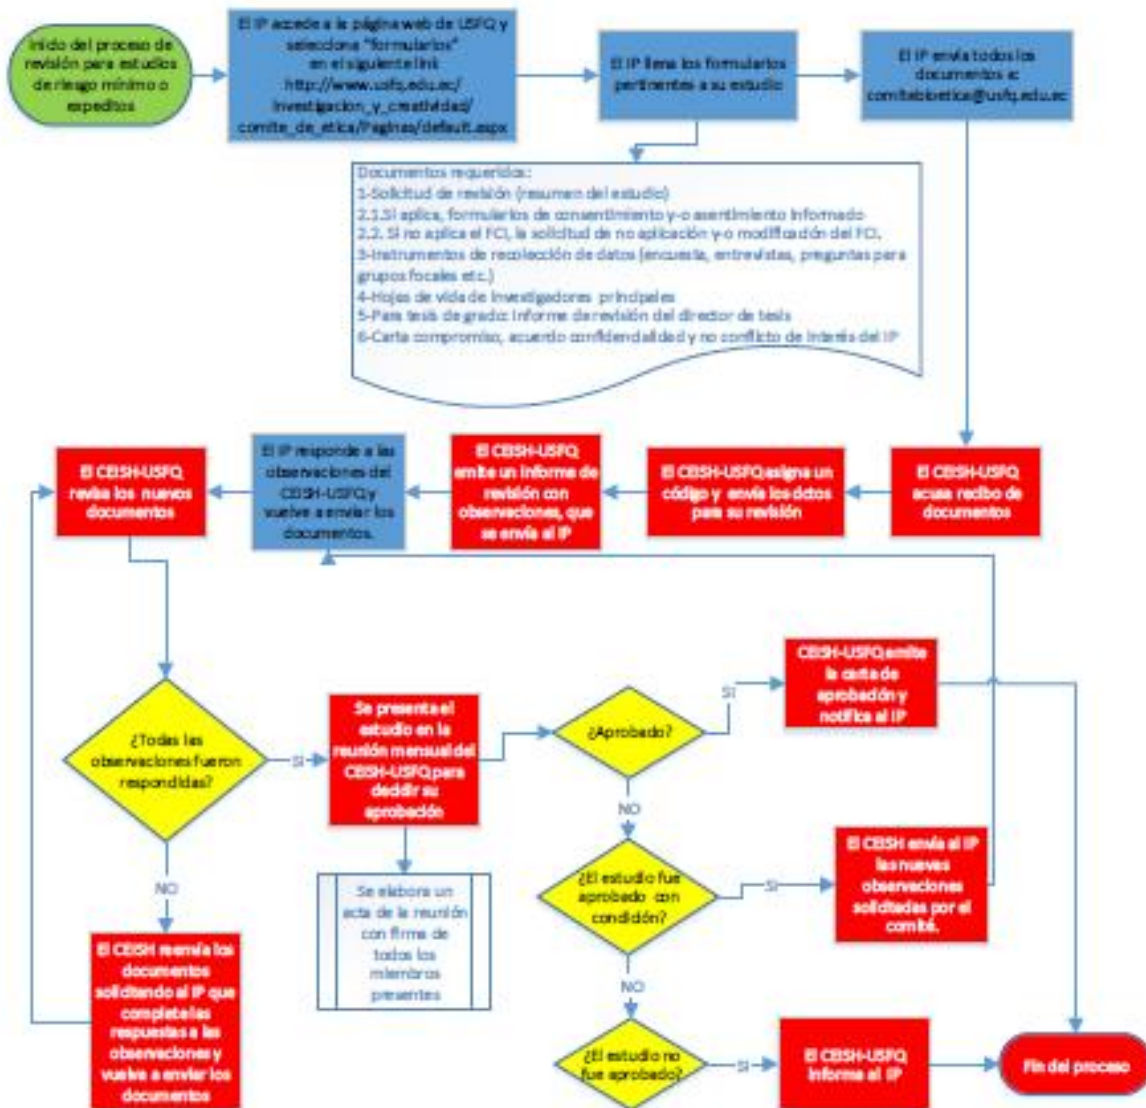 Inicio del proceso de
revisión para estudios
de riesgo mínimo o
expeditos
El IP accede a la página web de USFQ y
selecciona "formularios"
en el siguiente link
http://www.usfq.edu.ec/
Investigacion_y_creatividad/
comite_de_etica/Paginas/default.aspx
El IP llena los formularios
pertinentes a su estudio
El IP envía todos los
documentos a:
comitebioetica@usfq.edu.ec
Documentos requeridos:
1-Solicitud de revisión (resumen del estudio)
2.1.Si aplica, formularios de consentimiento y-o asentimiento informado
2.2. Si no aplica el FCI, la solicitud de no aplicación y-o modificación del FCI.
3-Instrumentos de recolección de datos (encuesta, entrevistas, preguntas para
grupos focales etc.)
4-Hojas de vida de investigadores principales
5-Para tesis de grado: Informe de revisión del director de tesis
6-Carta compromiso, acuerdo confidencialidad y no conflicto de interés del IP
El CEISH-USFQ
revisa los nuevos
documentos
El IP responde a las
observaciones del
CEISH-USFQ y
vuelve a enviar los
documentos.
El CEISH-USFQ
emite un informe de
revisión con
observaciones, que
se envía al IP
El CEISH-USFQ asigna un
código y envía los dctos
para su revisión
El CEISH-USFQ
acusa recibo de
documentos
¿Todas las
observaciones fueron
respondidas?
SI
Se presenta el
estudio en la
reunión mensual del
CEISH-USFQ para
decidir su
aprobación
¿Aprobado?
SI
CEISH-USFQ emite
la carta de
aprobación y
notifica al IP
NO
NO
Se elabora un
acta de la reunión
con firma de
todos los
miembros
presentes
¿El estudio fue
aprobado con
condición?
SI
El CEISH envía al IP
las nuevas
observaciones
solicitadas por el
comité.
El CEISH reenvía los
documentos
solicitando al IP que
complete las
respuestas a las
observaciones y
vuelve a enviar los
documentos
NO
¿El estudio no
fue aprobado?
SI
El CEISH-USFQ
informa al IP
Fin del proceso